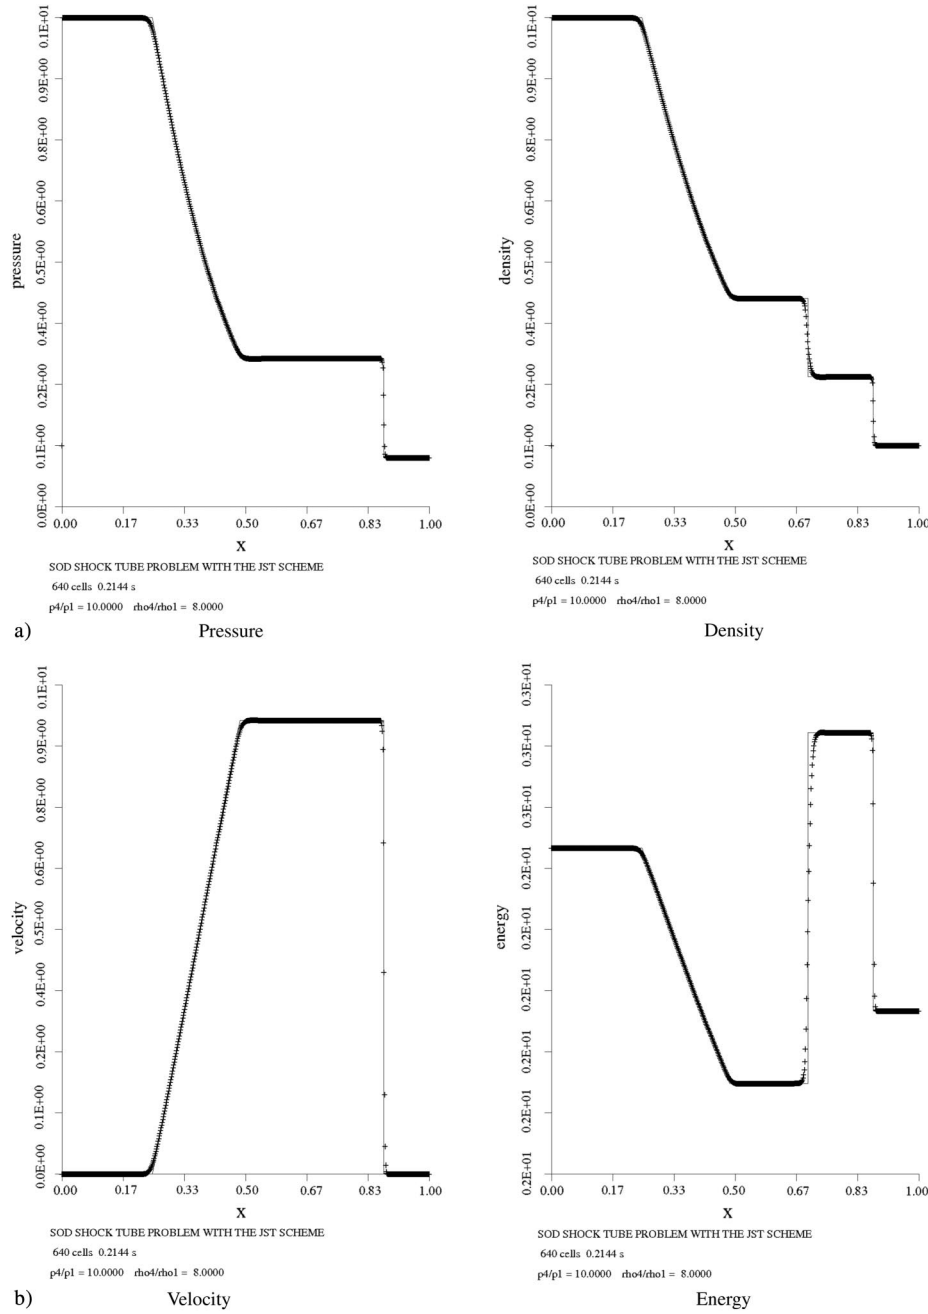 0.1E+01
0.9E+00
0.8E+00
0.6E+00
0.5E+00
0.4E+00
0.2E+00
0.1E+00
0.0E+00
pressure
0.00 0.17 0.33 0.50 0.67 0.83 1.00
X
SOD SHOCK TUBE PROBLEM WITH THE JST SCHEME
640 cells 0.2144 s
p4/p1 = 10.0000 rho4/rho1 = 8.0000
a) Pressure
0.1E+01
0.9E+00
0.8E+00
0.6E+00
0.5E+00
0.4E+00
0.2E+00
0.1E+00
0.0E+00
density
0.00 0.17 0.33 0.50 0.67 0.83 1.00
X
SOD SHOCK TUBE PROBLEM WITH THE JST SCHEME
640 cells 0.2144 s
p4/p1 = 10.0000 rho4/rho1 = 8.0000
Density
0.1E+01
0.9E+00
0.8E+00
0.6E+00
0.5E+00
0.4E+00
0.2E+00
0.1E+00
0.0E+00
velocity
0.00 0.17 0.33 0.50 0.67 0.83 1.00
X
SOD SHOCK TUBE PROBLEM WITH THE JST SCHEME
640 cells 0.2144 s
p4/p1 = 10.0000 rho4/rho1 = 8.0000
b) Velocity
0.3E+01
0.3E+01
0.3E+01
0.2E+01
0.2E+01
0.2E+01
0.2E+01
0.2E+01
0.2E+01
energy
0.00 0.17 0.33 0.50 0.67 0.83 1.00
X
SOD SHOCK TUBE PROBLEM WITH THE JST SCHEME
640 cells 0.2144 s
p4/p1 = 10.0000 rho4/rho1 = 8.0000
Energy